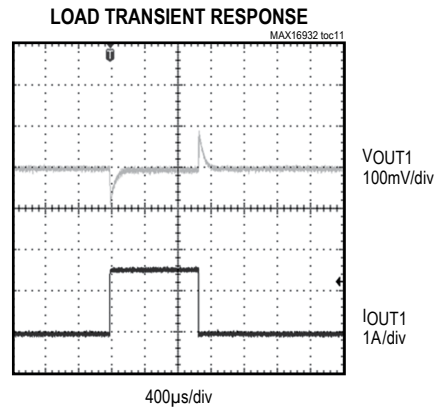 LOAD TRANSIENT RESPONSE
MAX16932 toc11
T
VOUT1
100mV/div
IOUT1
1A/div
400µs/div